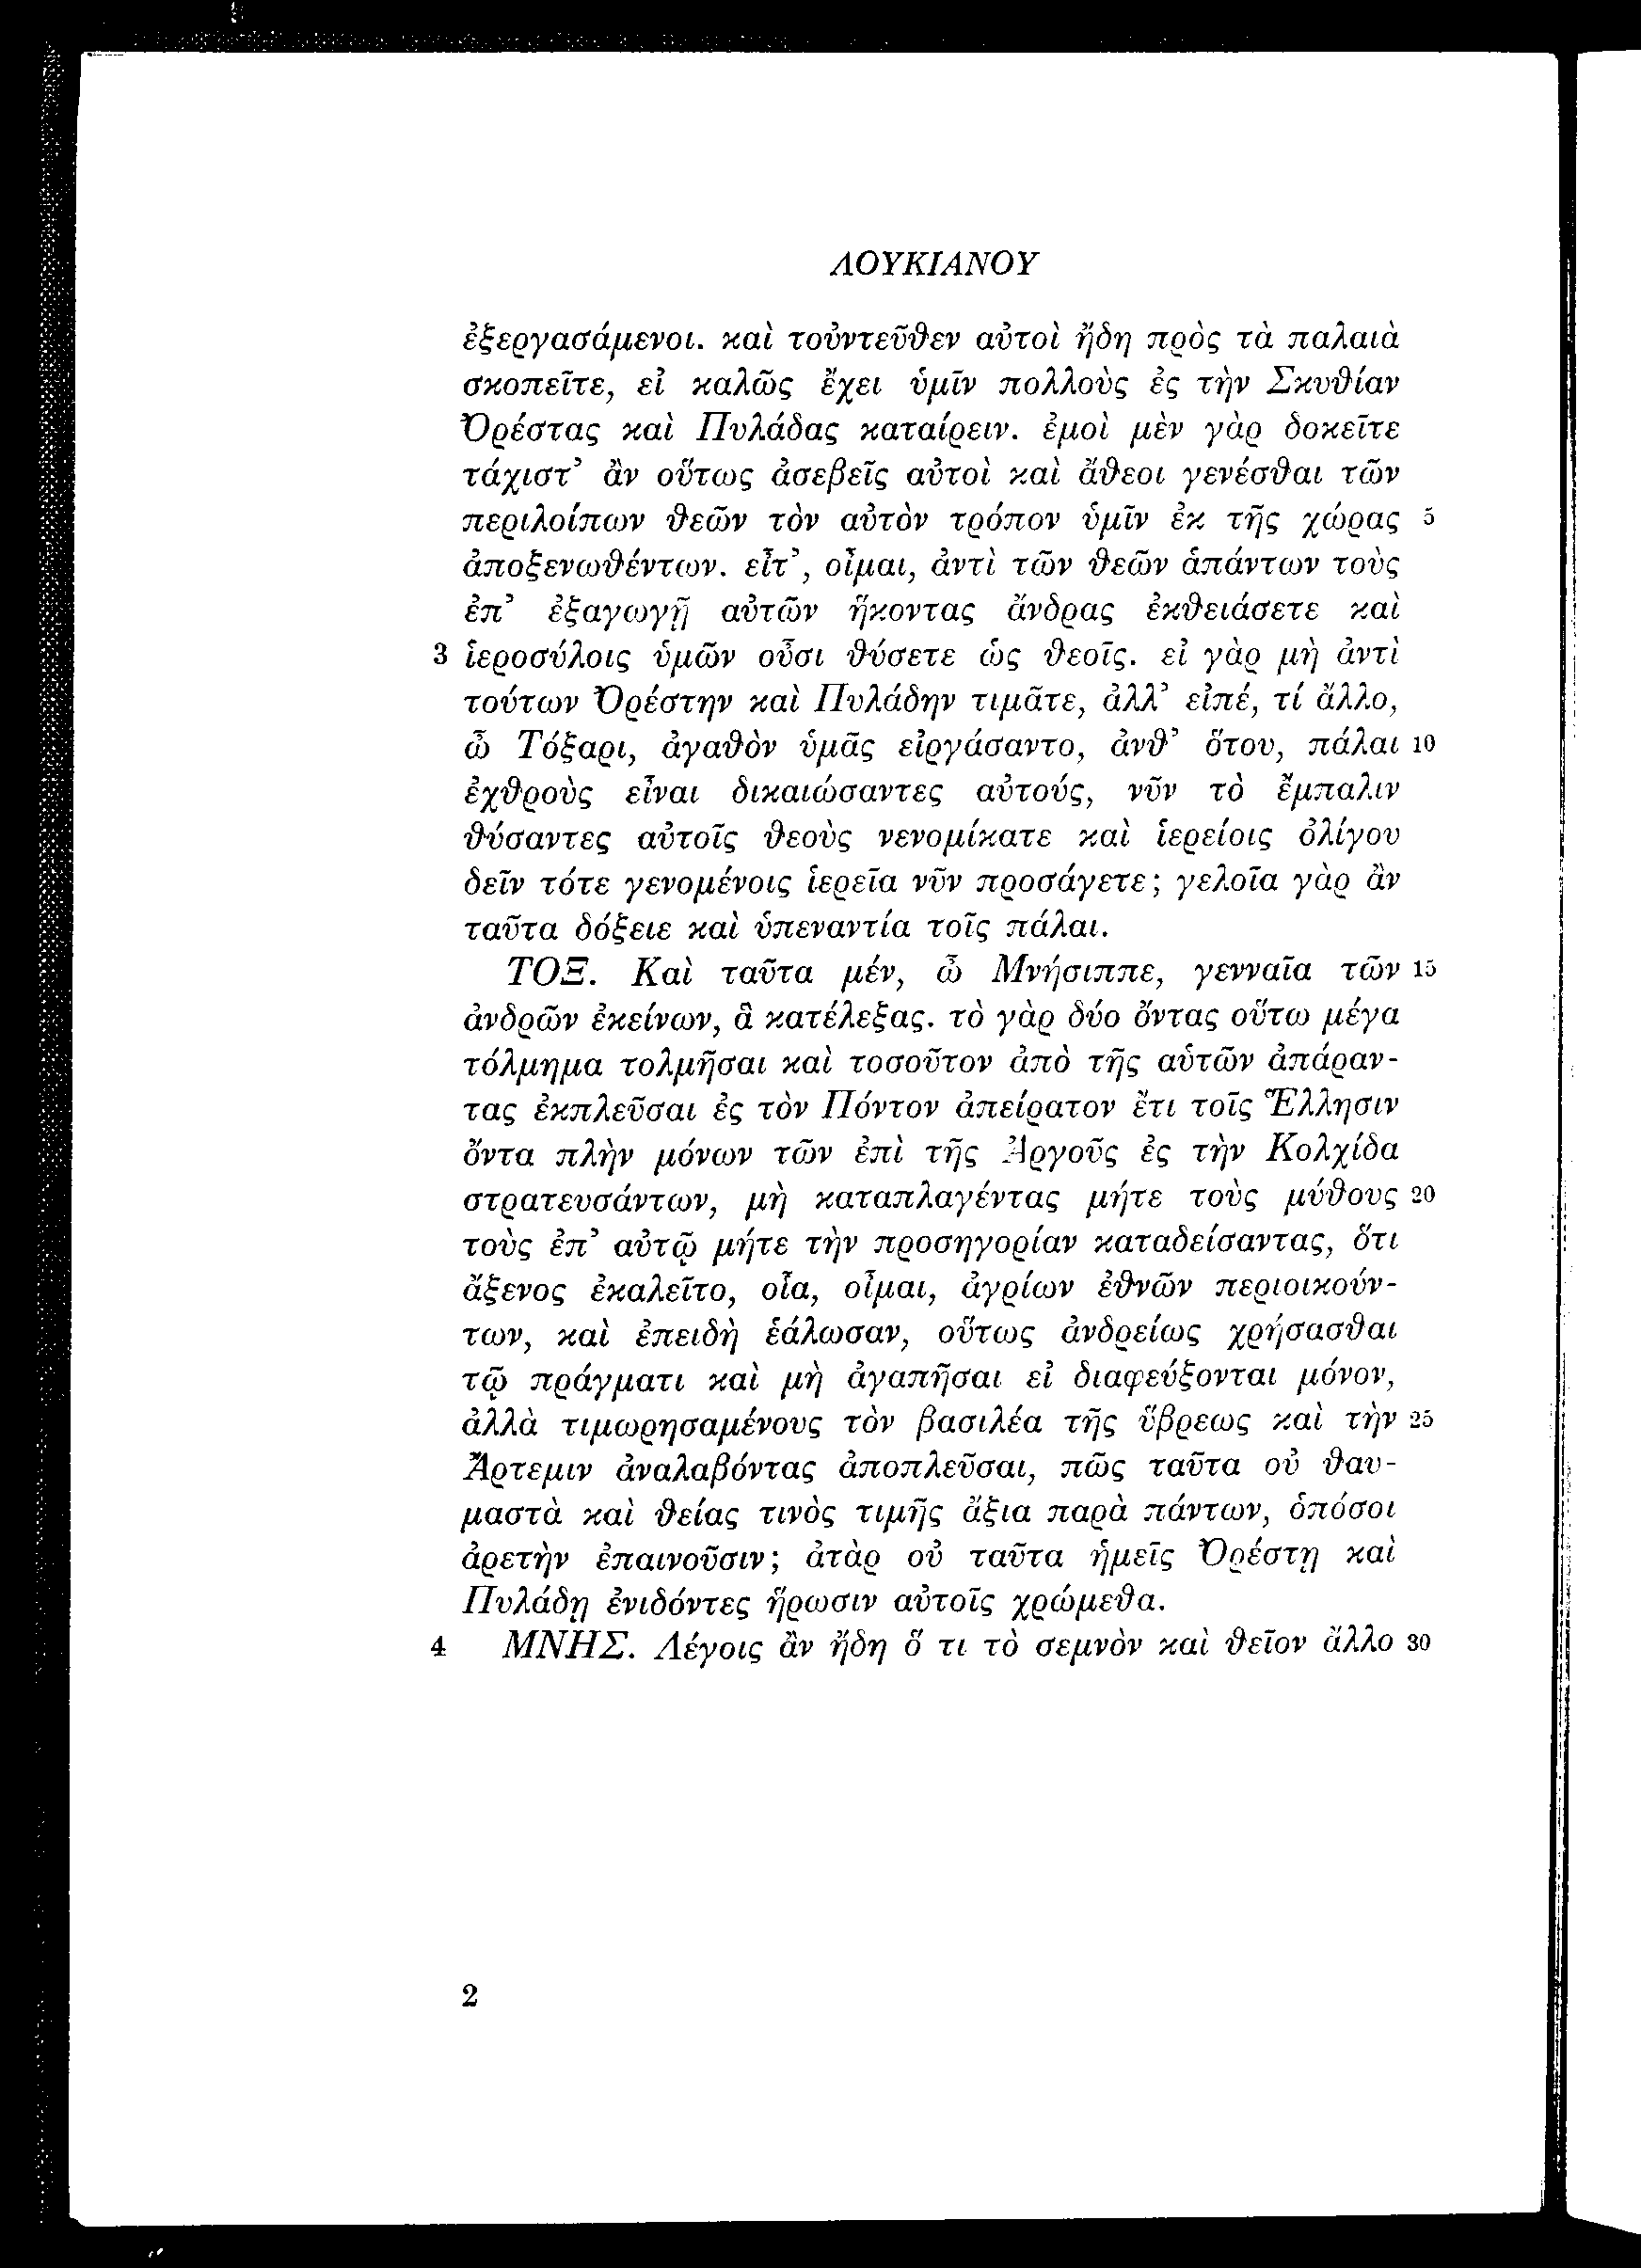 ΛΟΥΚΙΑΝΟΥ
ἐξεργασάμενοι. καὶ τοὐντεῦθεν αὐτοὶ ἤδη πρὸς τὰ παλαιὰ
σκοπεῖτε, εἰ καλῶς ἔχει ὑμῖν πολλοὺς ἐς τὴν Σκυθίαν
Ὀρέστας καὶ Πυλάδας καταίρειν. ἐμοὶ μὲν γὰρ δοκεῖτε
τάχιστ’ ἂν οὕτως ἀσεβεῖς αὐτοὶ καὶ ἄθεοι γενέσθαι τῶν
περιλοίπων θεῶν τὸν αὐτὸν τρόπον ὑμῖν ἐκ τῆς χώρας 5
ἀποξενωθέντων. εἶτ’, οἶμαι, ἀντὶ τῶν θεῶν ἁπάντων τοὺς
ἐπ’ ἐξαγωγῇ αὐτῶν ἥκοντας ἄνδρας ἐκθειάσετε καὶ
3 ἱεροσύλοις ὑμῶν οὖσι θύσετε ὡς θεοῖς. εἰ γὰρ μὴ ἀντὶ
τούτων Ὀρέστην καὶ Πυλάδην τιμᾶτε, ἀλλ’ εἰπέ, τί ἄλλο,
ὦ Τόξαρι, ἀγαθὸν ὑμᾶς εἰργάσαντο, ἀνθ’ ὅτου, πάλαι 10
ἐχθροὺς εἶναι δικαιώσαντες αὐτούς, νῦν τὸ ἔμπαλιν
θύσαντες αὐτοῖς θεοὺς νενομίκατε καὶ ἱερείοις ὀλίγου
δεῖν τότε γενομένοις ἱερεῖα νῦν προσάγετε; γελοῖα γὰρ ἂν
ταῦτα δόξειε καὶ ὑπεναντία τοῖς πάλαι.
ΤΟΞ. Καὶ ταῦτα μέν, ὦ Μνήσιππε, γενναῖα τῶν 15
ἀνδρῶν ἐκείνων, ἃ κατέλεξας. τὸ γὰρ δύο ὄντας οὕτω μέγα
τόλμημα τολμῆσαι καὶ τοσοῦτον ἀπὸ τῆς αὑτῶν ἀπάραν-
τας ἐκπλεῦσαι ἐς τὸν Πόντον ἀπείρατον ἔτι τοῖς Ἕλλησιν
ὄντα πλὴν μόνων τῶν ἐπὶ τῆς Ἀργοῦς ἐς τὴν Κολχίδα
στρατευσάντων, μὴ καταπλαγέντας μήτε τοὺς μύθους 20
τοὺς ἐπ’ αὐτῷ μήτε τὴν προσηγορίαν καταδείσαντας, ὅτι
ἄξενος ἐκαλεῖτο, οἷα, οἶμαι, ἀγρίων ἐθνῶν περιοικούν-
των, καὶ ἐπειδὴ ἑάλωσαν, οὕτως ἀνδρείως χρήσασθαι
τῷ πράγματι καὶ μὴ ἀγαπῆσαι εἰ διαφεύξονται μόνον,
ἀλλὰ τιμωρησαμένους τὸν βασιλέα τῆς ὕβρεως καὶ τὴν 25
Ἄρτεμιν ἀναλαβόντας ἀποπλεῦσαι, πῶς ταῦτα οὐ θαυ-
μαστὰ καὶ θείας τινὸς τιμῆς ἄξια παρὰ πάντων, ὁπόσοι
ἀρετὴν ἐπαινοῦσιν; ἀτὰρ οὐ ταῦτα ἡμεῖς Ὀρέστῃ καὶ
Πυλάδῃ ἐνιδόντες ἥρωσιν αὐτοῖς χρώμεθα.
4 ΜΝΗΣ. Λέγοις ἂν ἤδη ὅ τι τὸ σεμνὸν καὶ θεῖον ἄλλο 30
2